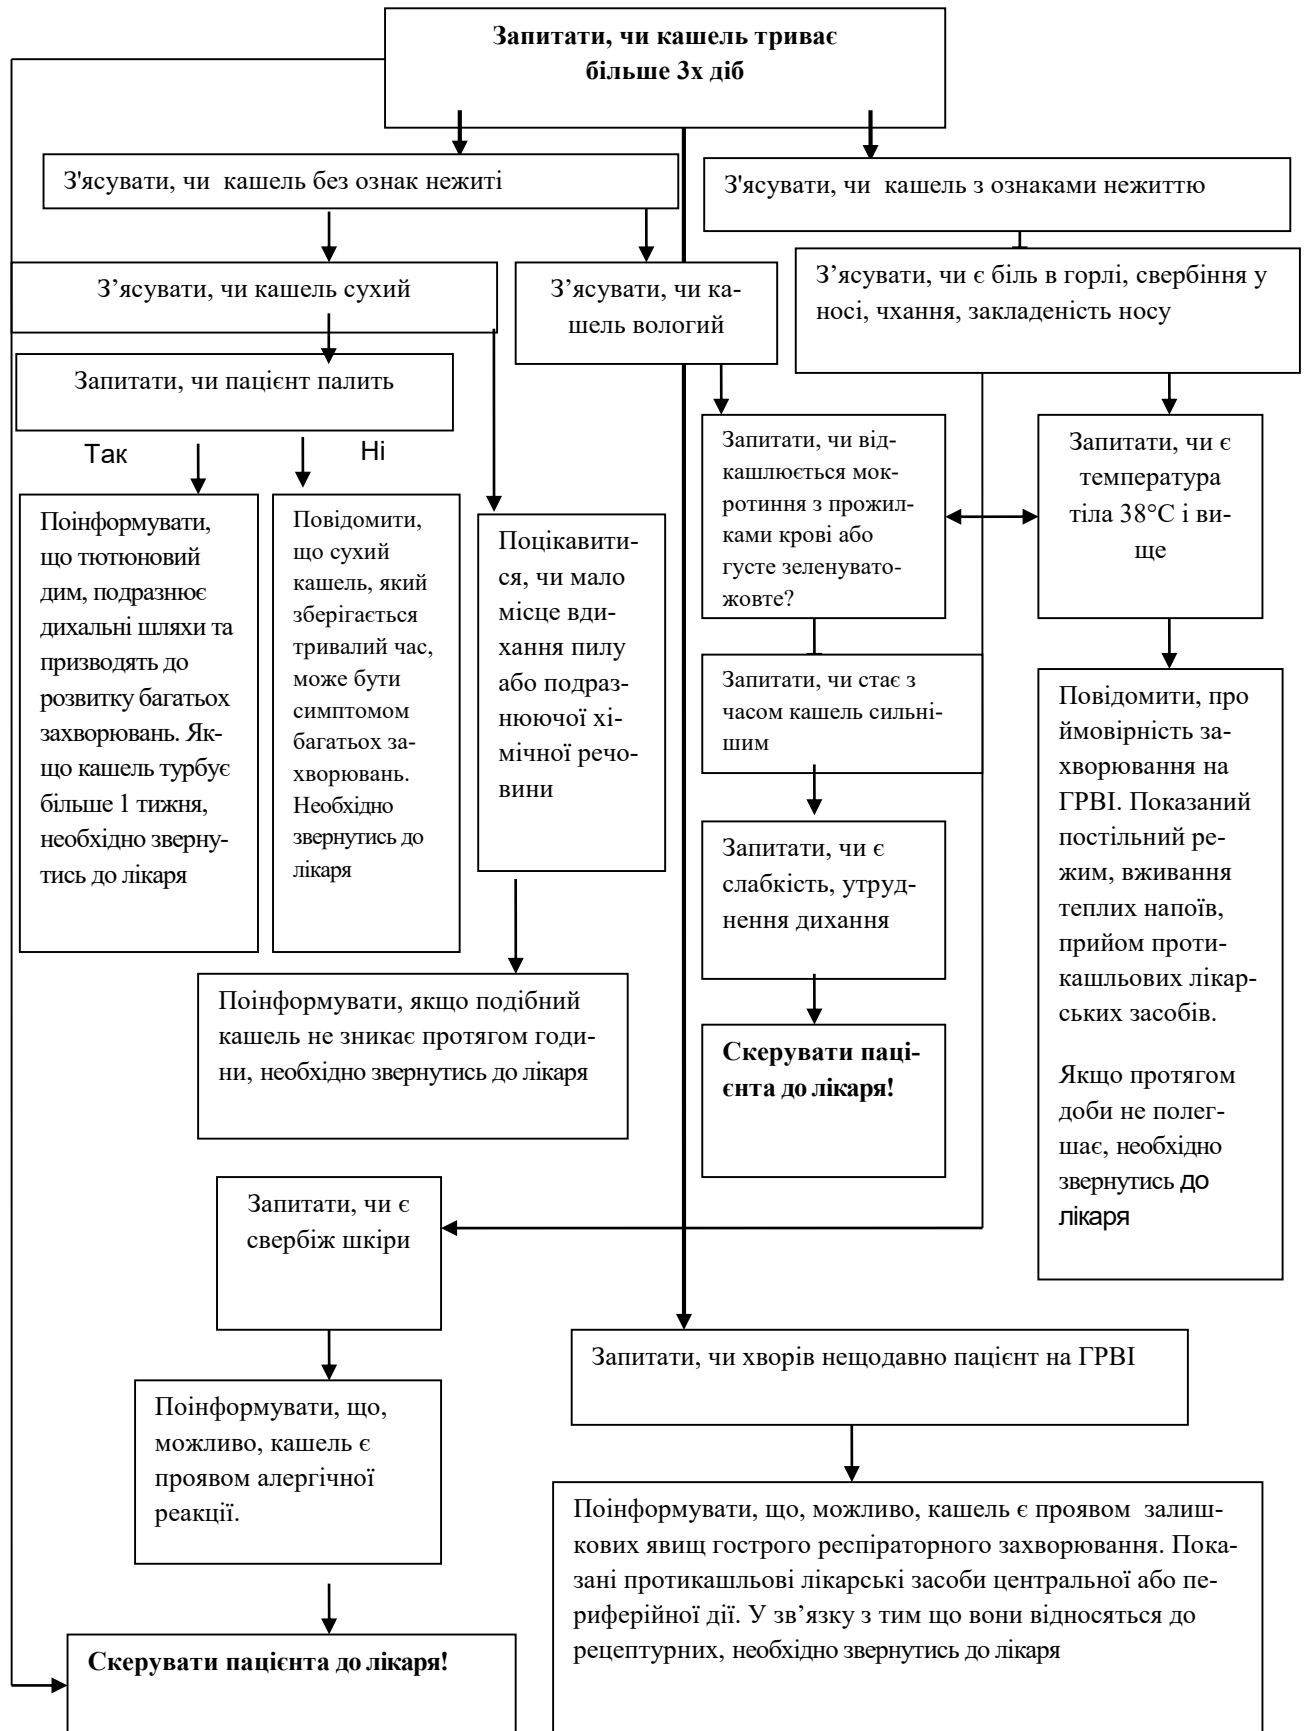 Запитати, чи кашель триває
більше 3х діб
З'ясувати, чи  кашель без ознак нежиті
З'ясувати, чи  кашель з ознаками нежиттю
З’ясувати, чи кашель сухий
З’ясувати, чи ка-
шель вологий
З’ясувати, чи є біль в горлі, свербіння у
носі, чхання, закладеність носу
Запитати, чи пацієнт палить
Так
Ні
Поінформувати,
що тютюновий
дим, подразнює
дихальні шляхи та
призводять до
розвитку багатьох
захворювань. Як-
що кашель турбує
більше 1 тижня,
необхідно зверну-
тись до лікаря
Повідомити,
що сухий
кашель, який
зберігається
тривалий час,
може бути
симптомом
багатьох за-
хворювань.
Необхідно
звернутись до
лікаря
Поцікавити-
ся, чи мало
місце вди-
хання пилу
або подраз-
нюючої хі-
мічної речо-
вини
Запитати, чи від-
кашлюється мок-
ротиння з прожил-
ками крові або
густе зеленувато-
жовте?
Запитати, чи є
температура
тіла 38°С і ви-
ще
Запитати, чи стає з
часом кашель сильні-
шим
Запитати, чи є
слабкість, утруд-
нення дихання
Скерувати паці-
єнта до лікаря!
Повідомити, про
ймовірність за-
хворювання на
ГРВІ. Показаний
постільний ре-
жим, вживання
теплих напоїв,
прийом проти-
кашльових лікар-
ських засобів.
Якщо протягом
доби не полег-
шає, необхідно
звернутись до
лікаря
Поінформувати, якщо подібний
кашель не зникає протягом годи-
ни, необхідно звернутись до лікаря
Запитати, чи є
свербіж шкіри
Поінформувати, що,
можливо, кашель є
проявом алергічної
реакції.
Скерувати пацієнта до лікаря!
Запитати, чи хворів нещодавно пацієнт на ГРВІ
Поінформувати, що, можливо, кашель є проявом  залиш-
кових явищ гострого респіраторного захворювання. Пока-
зані протикашльові лікарські засоби центральної або пе-
риферійної дії. У зв’язку з тим що вони відносяться до
рецептурних, необхідно звернутись до лікаря